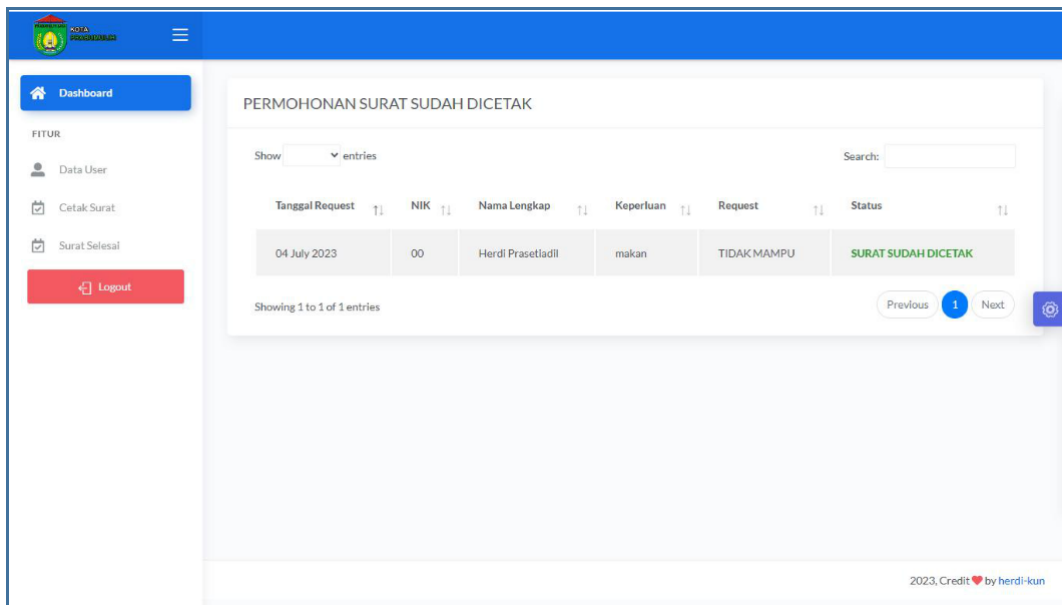 KOTA
Dashboard
FITUR
Data User
Cetak Surat
Surat Selesai
Logout
PERMOHONAN SURAT SUDAH DICETAK
Show entries
Search:
Tanggal Request NIK Nama Lengkap Keperluan Request Status
04 July 2023 00 Herdi Prasetiadii makan TIDAK MAMPU SURAT SUDAH DICETAK
Showing 1 to 1 of 1 entries
Previous 1 Next
2023, Credit ❤ by herdi-kun